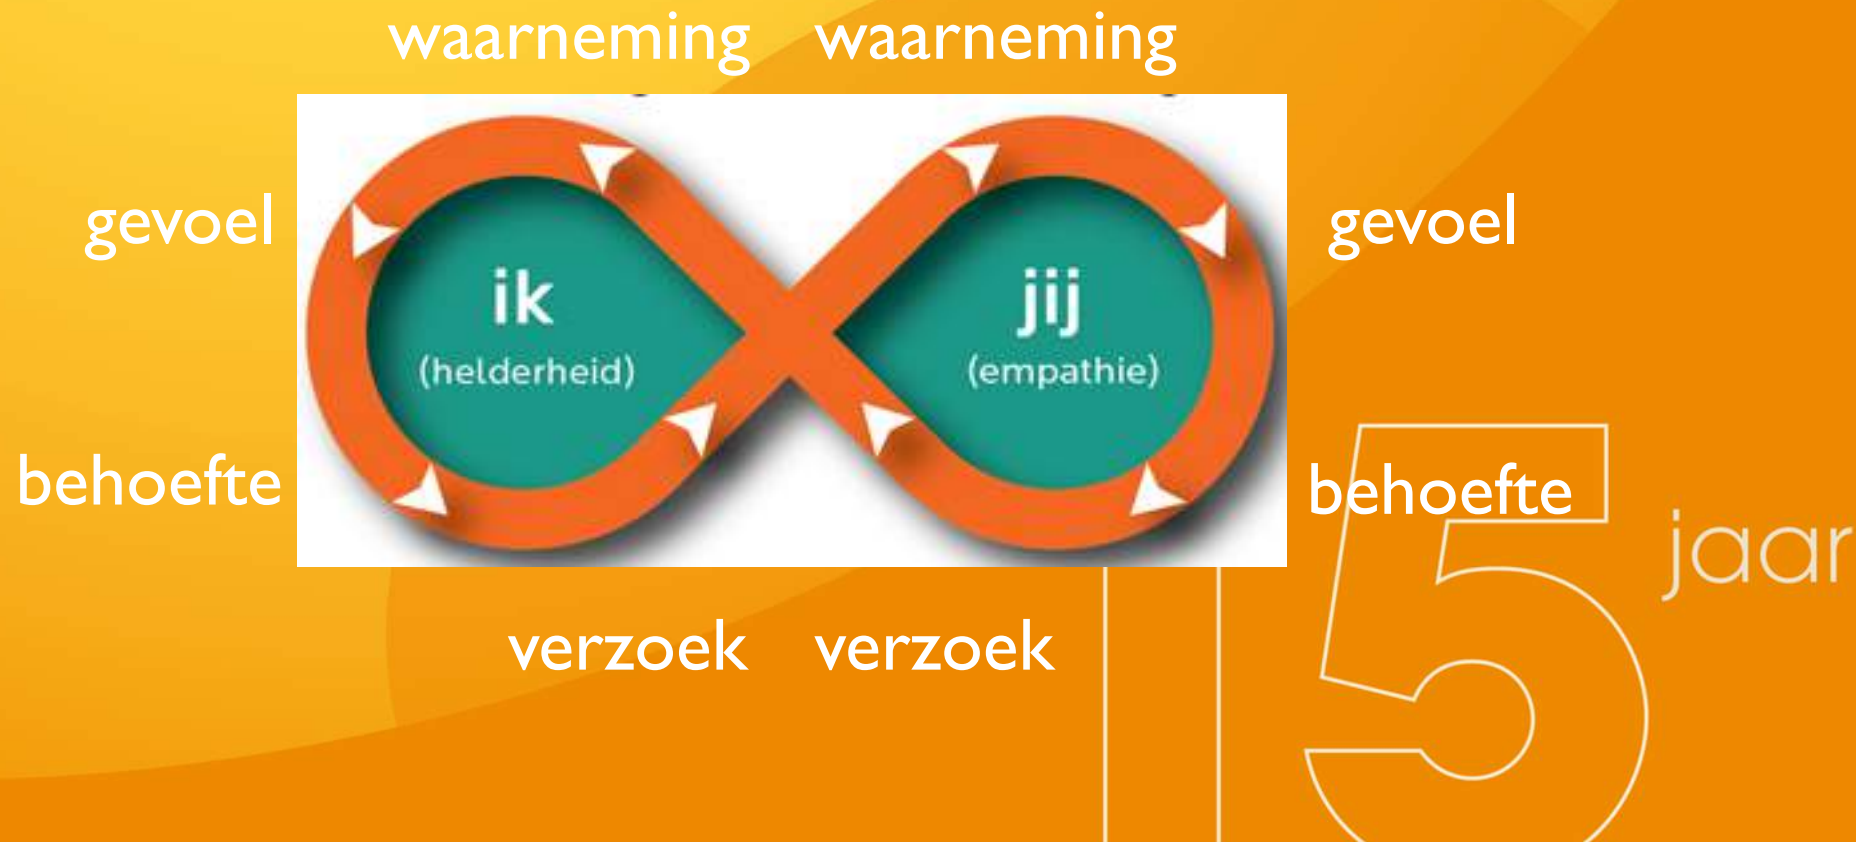 waarneming waarneming
gevoel gevoel
ik jij
(helderheid) (empathie)
behoefte behoefte
15 jaar
verzoek verzoek